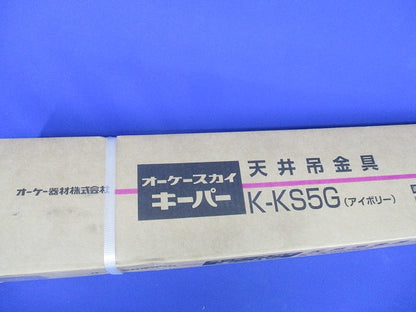 オーケー器材株式会社
オーケースカイ
キーパー
天井吊金具
K-KS5G(アイボリー)